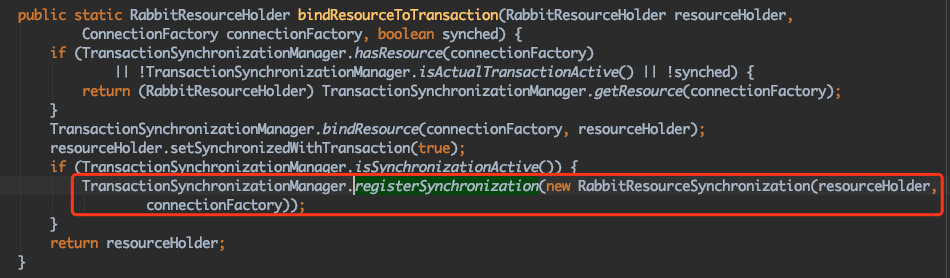 public static RabbitResourceHolder bindResourceToTransaction(RabbitResourceHolder resourceHolder,
ConnectionFactory connectionFactory, boolean synched) {
if (TransactionSynchronizationManager.hasResource(connectionFactory)
|| !TransactionSynchronizationManager.isActualTransactionActive() || !synched) {
return (RabbitResourceHolder) TransactionSynchronizationManager.getResource(connectionFactory);
}
TransactionSynchronizationManager.bindResource(connectionFactory, resourceHolder);
resourceHolder.setSynchronizedWithTransaction(true);
if (TransactionSynchronizationManager.isSynchronizationActive()) {
TransactionSynchronizationManager.registerSynchronization(new RabbitResourceSynchronization(resourceHolder,
connectionFactory));
}
return resourceHolder;
}